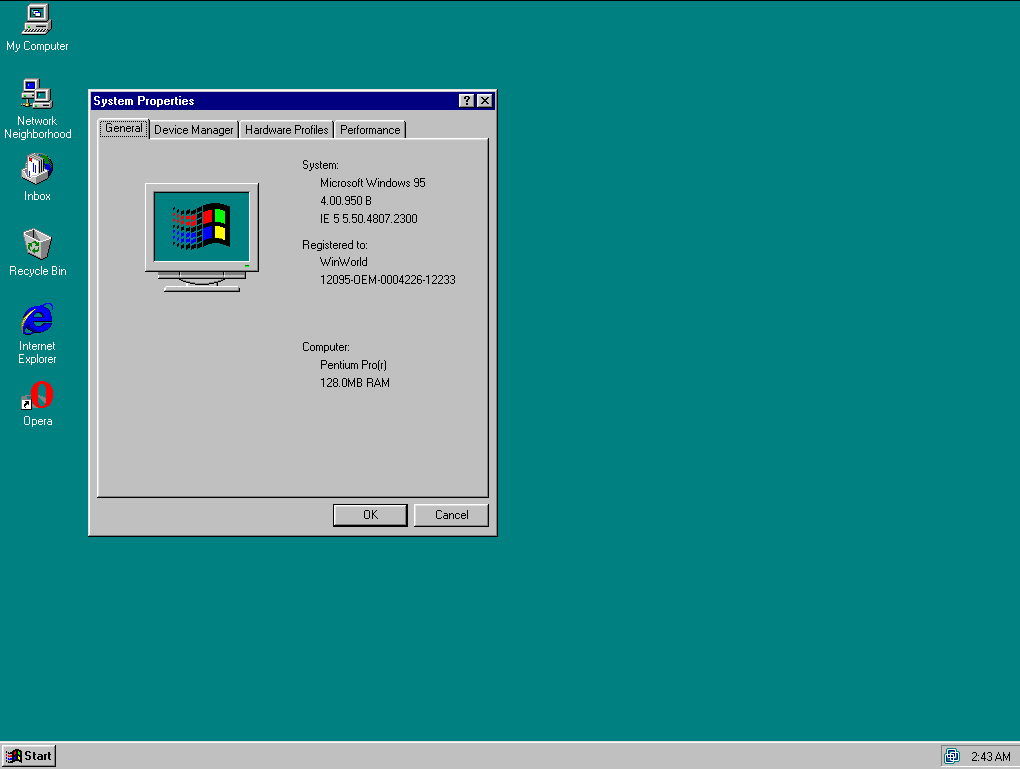 My Computer
Network
Neighborhood
Inbox
Recycle Bin
Internet
Explorer
Opera
System Properties
General
Device Manager
Hardware Profiles
Performance
System:
Microsoft Windows 95
4.00.950 B
IE 5 5.50.4807.2300
Registered to:
WinWorld
12095-OEM-0004226-12233
Computer:
Pentium Pro(r)
128.0MB RAM
OK
Cancel
Start
2:43 AM